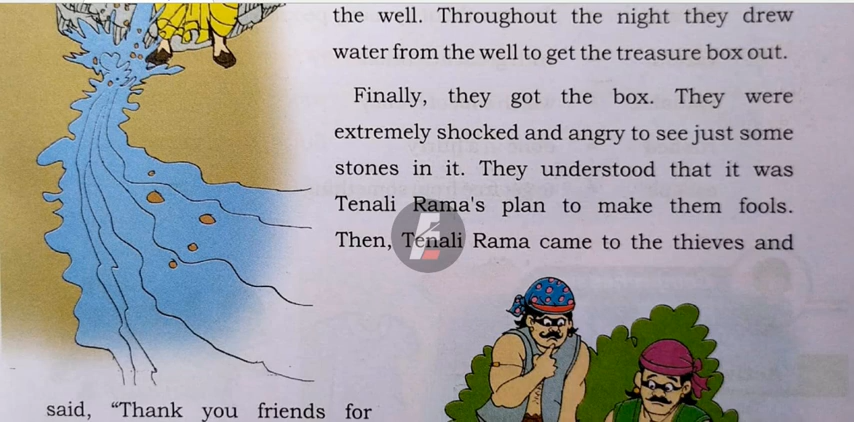 the well. Throughout the night they drew
water from the well to get the treasure box out.
Finally, they got the box. They were
extremely shocked and angry to see just some
stones in it. They understood that it was
Tenali Rama's plan to make them fools.
Then, Tenali Rama came to the thieves and
said, “Thank you friends for